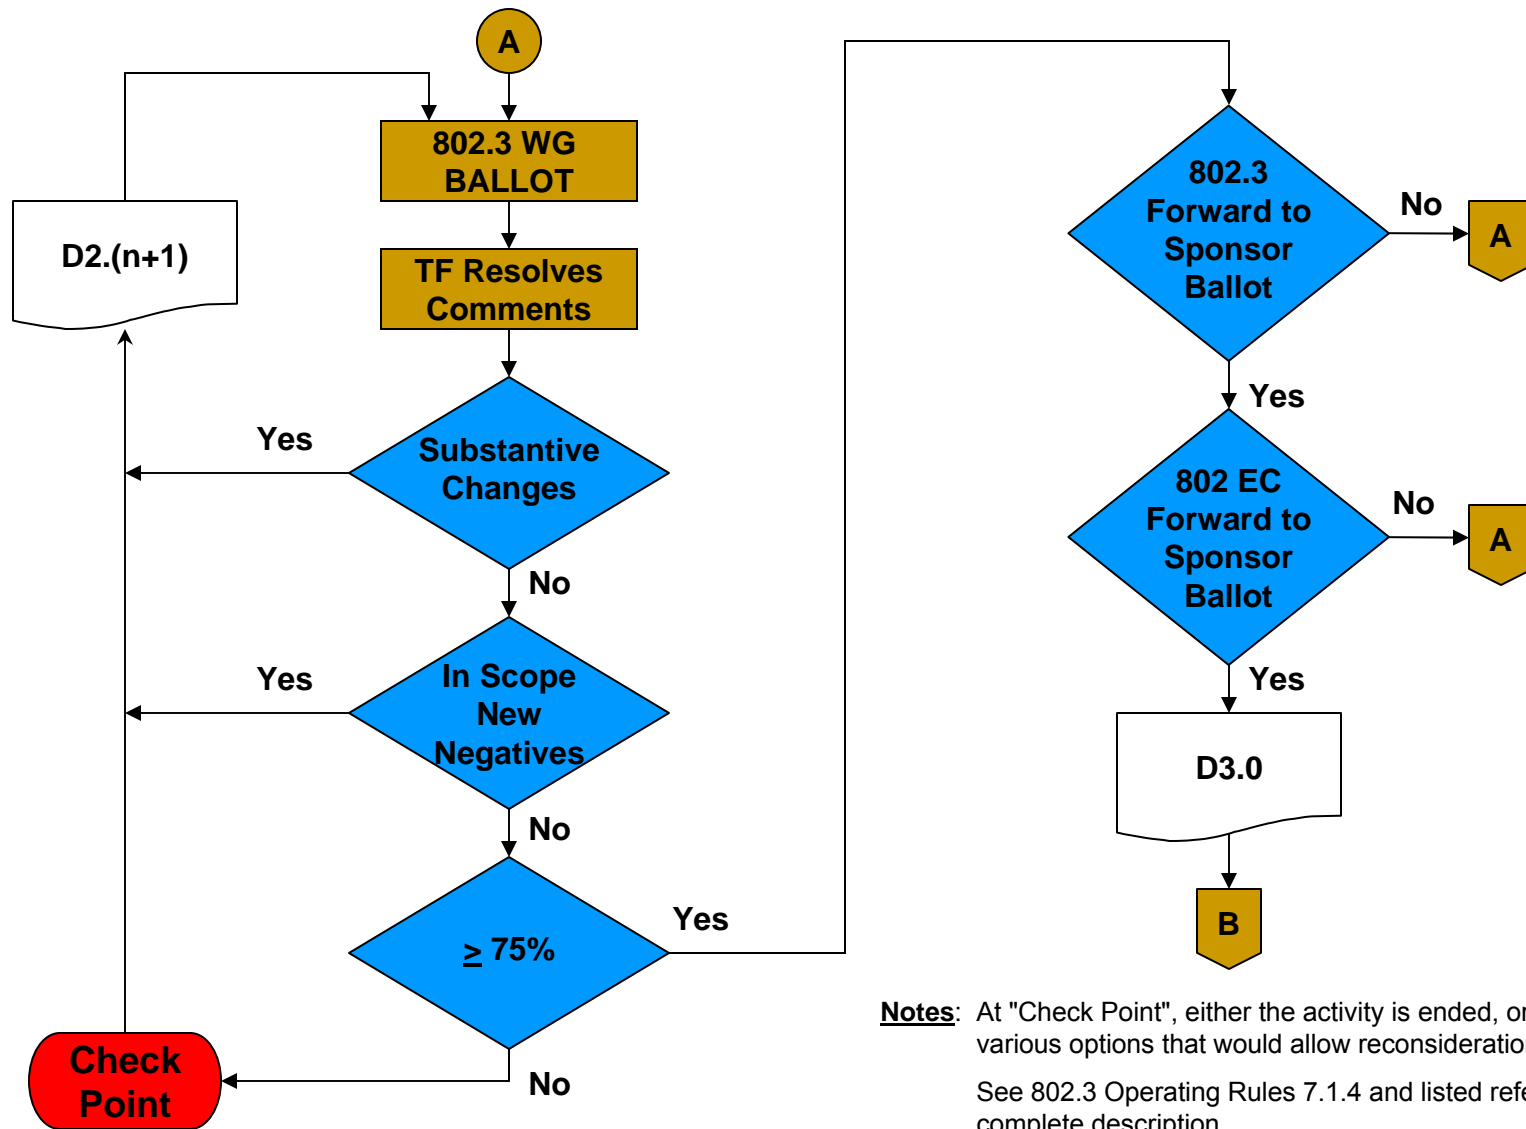 A
802.3 WG
BALLOT
D2.(n+1)
TF Resolves
Comments
Yes
Substantive
Changes
No
Yes
In Scope
New
Negatives
No
≥ 75%
Yes
No
Check
Point
802.3
Forward to
Sponsor
Ballot
No
A
Yes
802 EC
Forward to
Sponsor
Ballot
No
A
Yes
D3.0
B
Notes: At "Check Point", either the activity is ended, or
various options that would allow reconsideration
See 802.3 Operating Rules 7.1.4 and listed
complete description